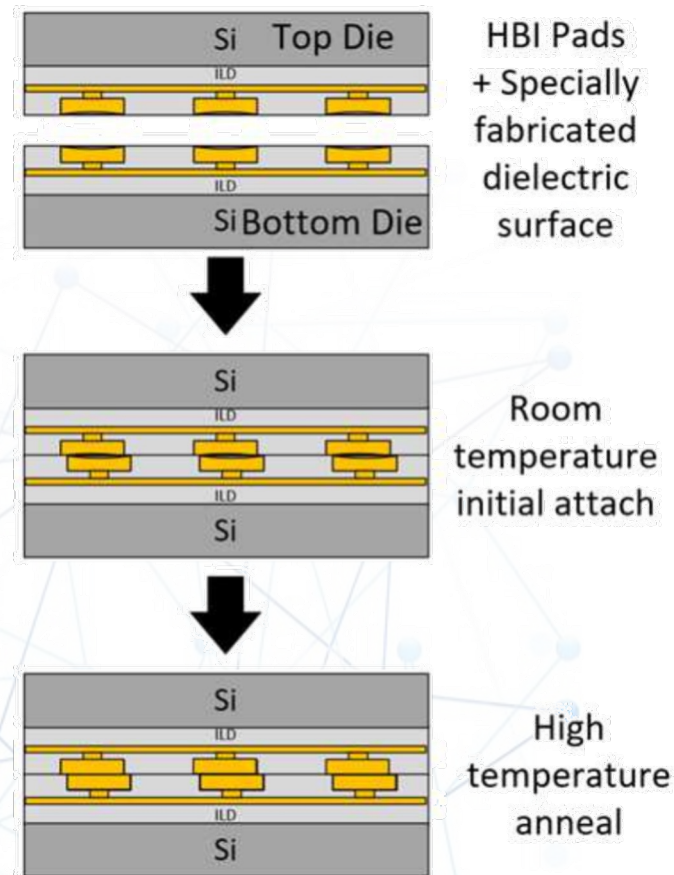 Si Top Die
ILD
ILD
Si Bottom Die
HBI Pads
+ Specially
fabricated
dielectric
surface
Si
ILD
ILD
Si
Room
temperature
initial attach
Si
ILD
ILD
Si
High
temperature
anneal